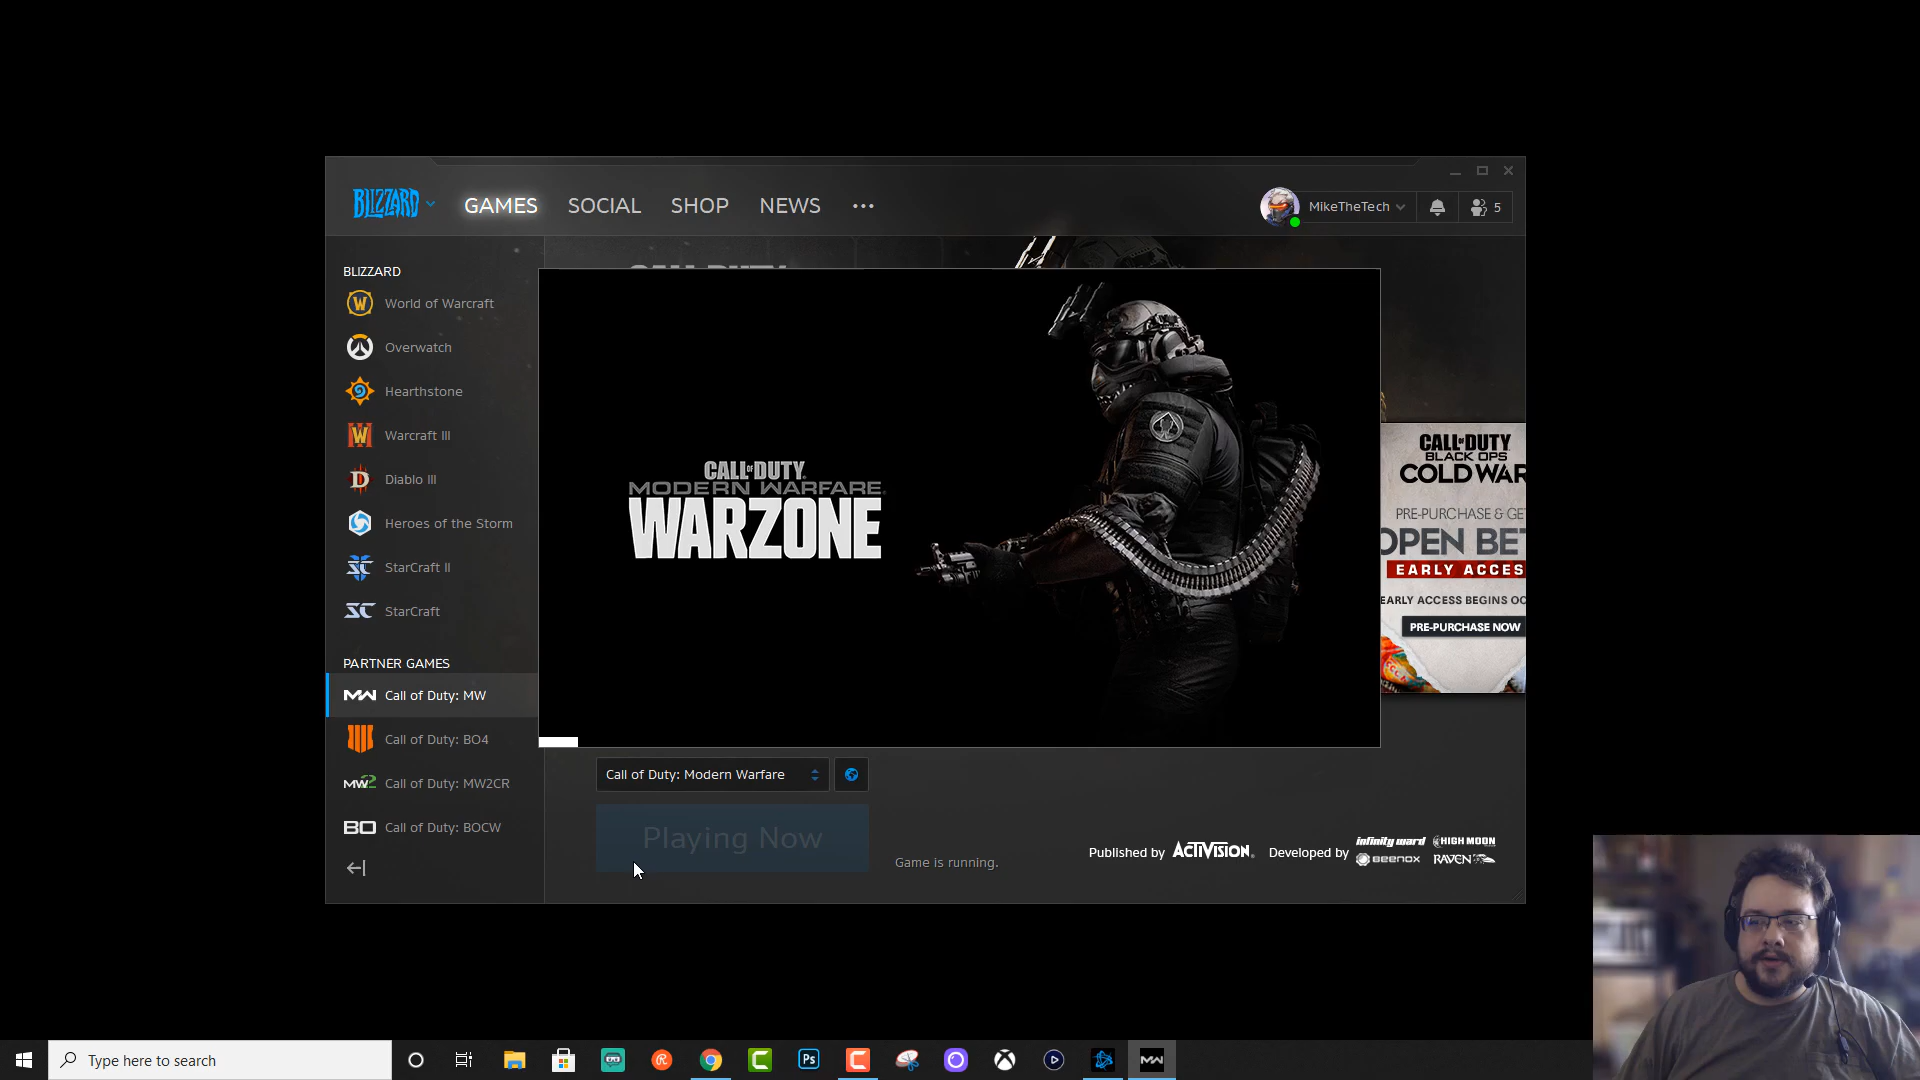 BLIZZARD
GAMES
SOCIAL
SHOP
NEWS
MikeTheTech
5
BLIZZARD
World of Warcraft
Overwatch
Hearthstone
Warcraft III
Diablo III
Heroes of the Storm
StarCraft II
StarCraft
PARTNER GAMES
Call of Duty: MW
Call of Duty: BO4
Call of Duty: MW2CR
Call of Duty: BOCW
CALL OF DUTY
MODERN WARFARE
WARZONE
CALL OF DUTY
BLACK OPS
COLD WAR
PRE-PURCHASE & GE
OPEN BE
EARLY ACCES
EARLY ACCESS BEGINS OC
PRE-PURCHASE NOW
Call of Duty: Modern Warfare
Playing Now
Game is running.
Published by ACTIVISION
Developed by
infinity ward
HIGH MOON
BEENOX
RAVEN
Type here to search
Ps